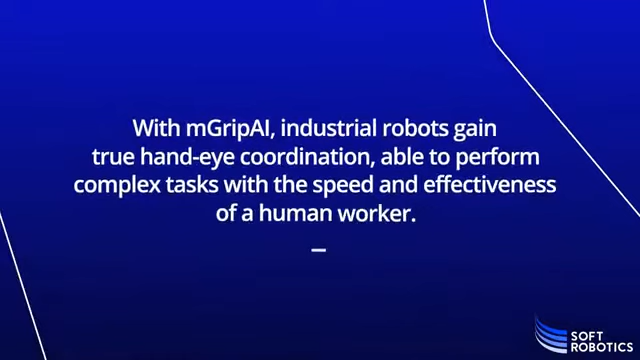 With mGripAI, industrial robots gain
true hand-eye coordination, able to perform
complex tasks with the speed and effectiveness
of a human worker.
SOFT
ROBOTICS